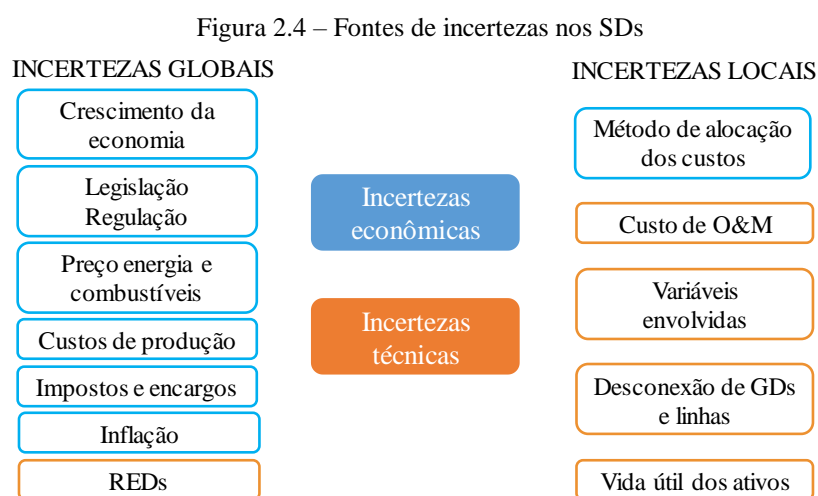 Figura 2.4 – Fontes de incertezas nos SDs
INCERTEZAS GLOBAIS
Crescimento da
economia
Legislação
Regulação
Preço energia e
combustíveis
Custos de produção
Impostos e encargos
Inflação
REDs
Incertezas
econômicas
Incertezas
técnicas
INCERTEZAS LOCAIS
Método de alocação
dos custos
Custo de O&M
Variáveis
envolvidas
Desconexão de GDs
e linhas
Vida útil dos ativos